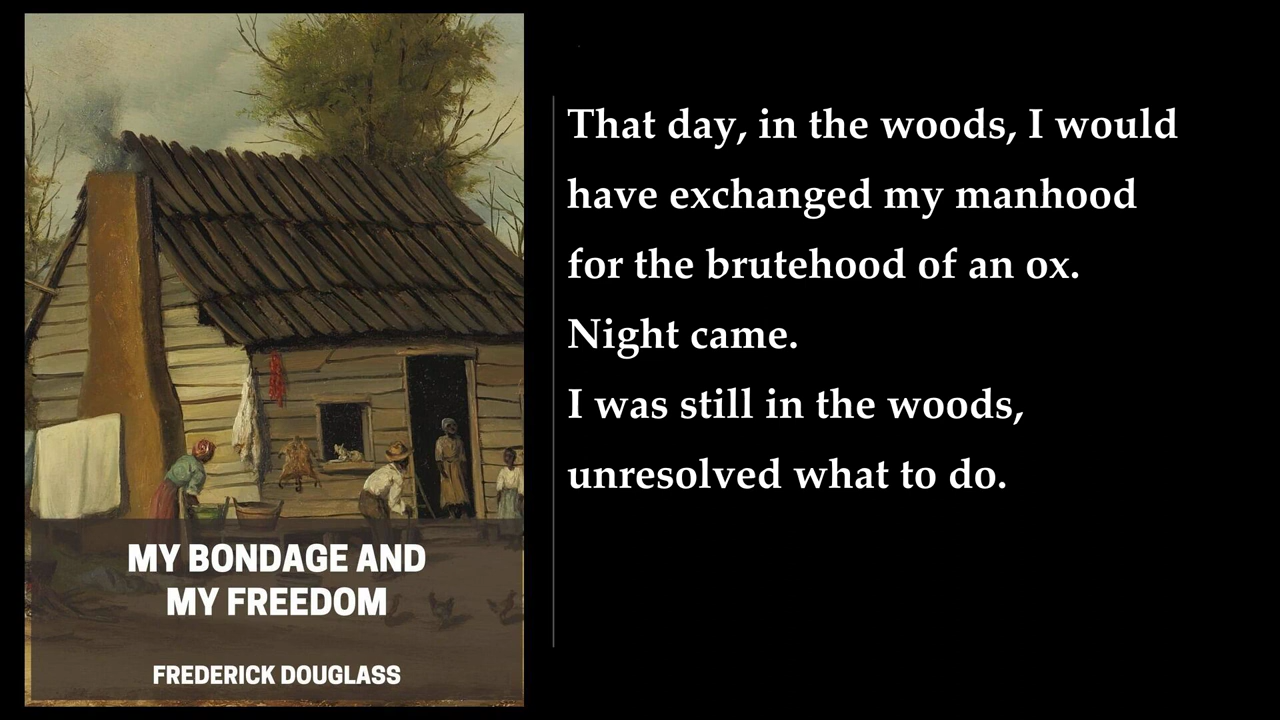 MY BONDAGE AND
MY FREEDOM
FREDERICK DOUGLASS
That day, in the woods, I would
have exchanged my manhood
for the brutehood of an ox.
Night came.
I was still in the woods,
unresolved what to do.